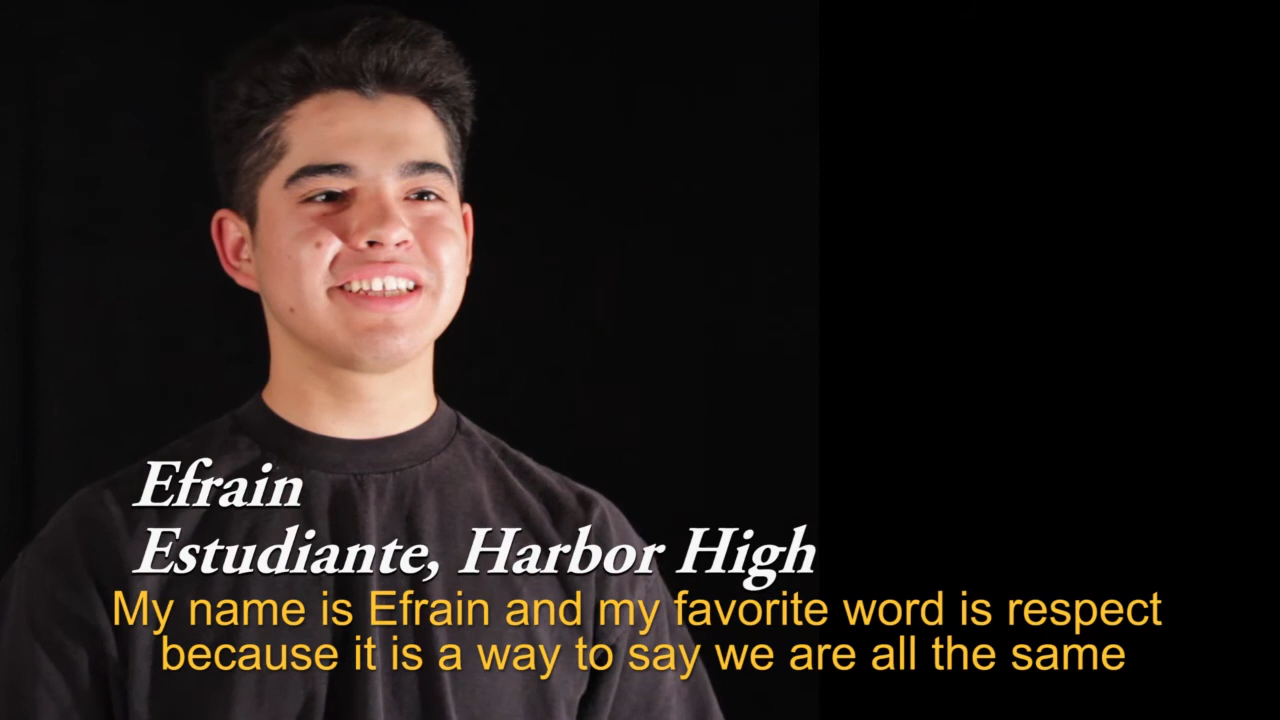 Efrain
Estudiante, Harbor High
My name is Efrain and my favorite word is respect
because it is a way to say we are all the same